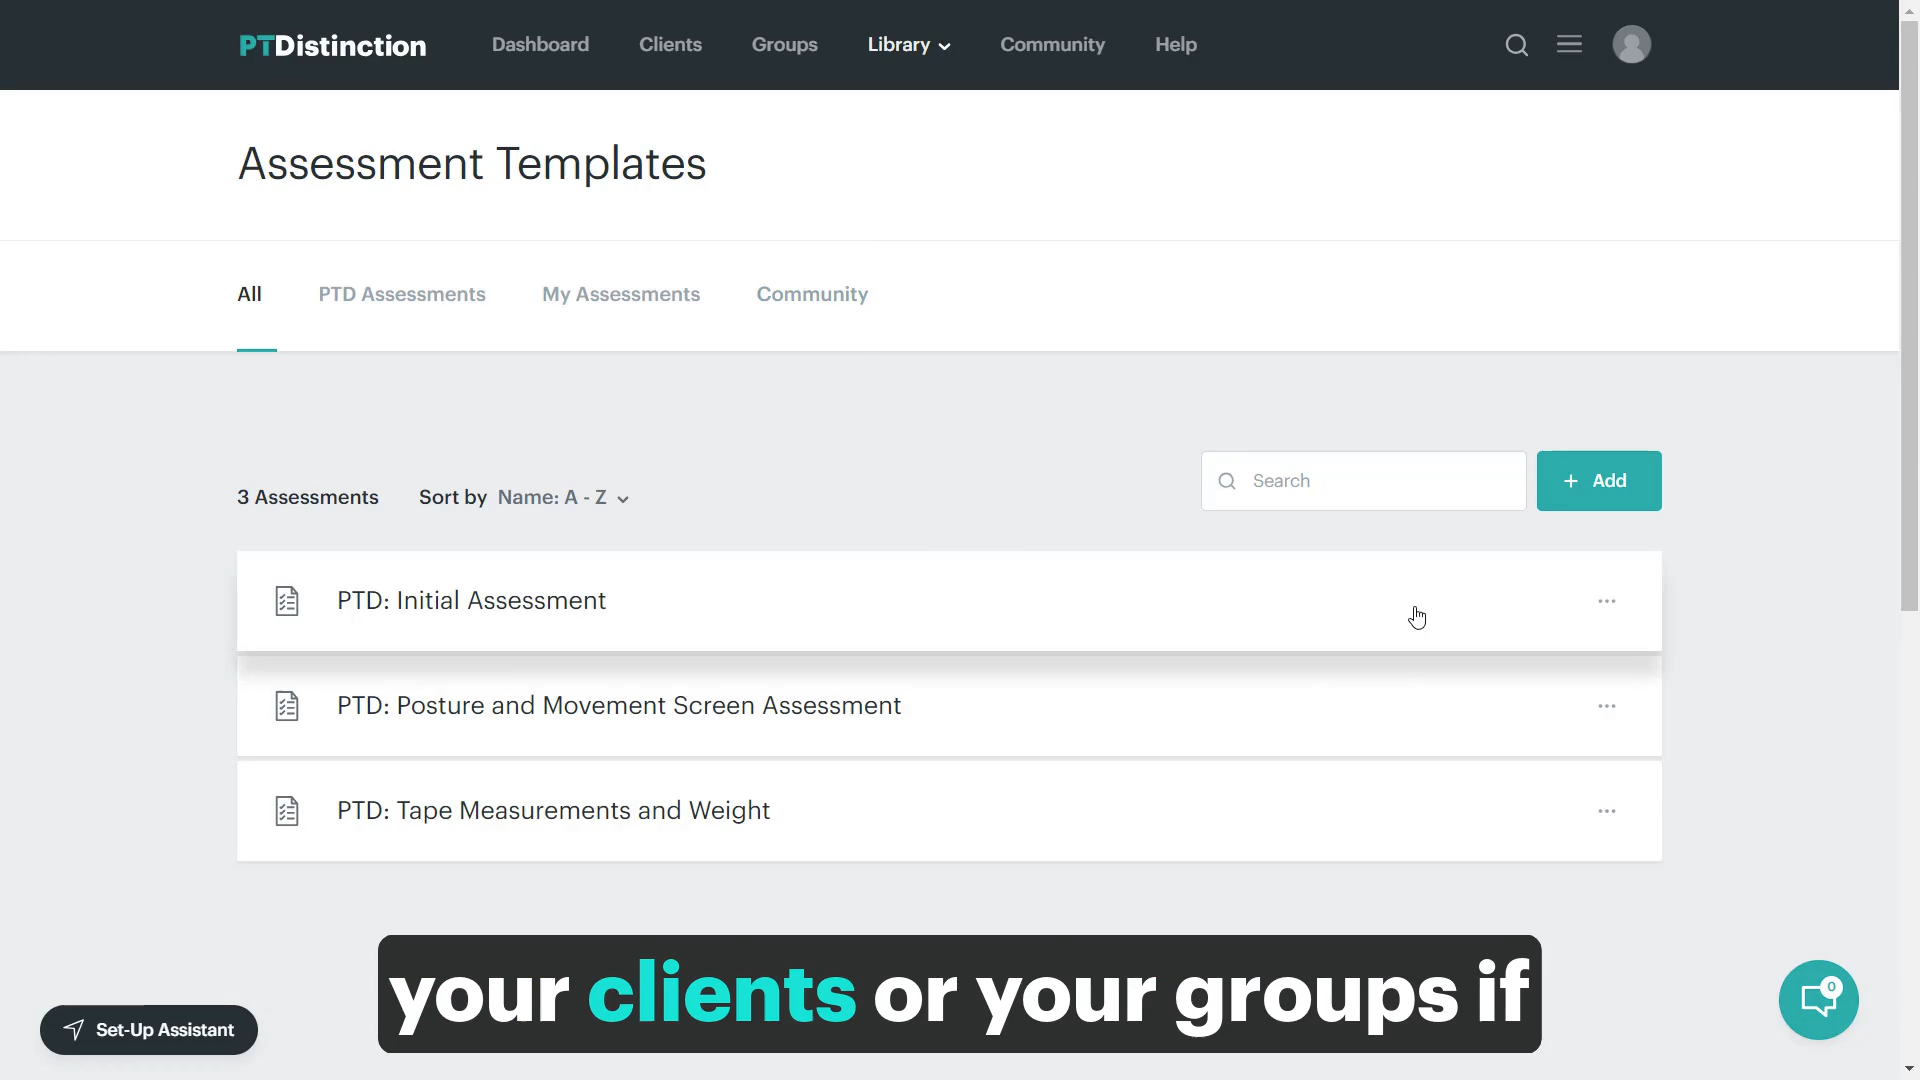 PTDistinction Dashboard Clients Groups Library Community Help
Assessment Templates
All PTD Assessments My Assessments Community
3 Assessments Sort by Name: A - Z Search + Add
PTD: Initial Assessment
PTD: Posture and Movement Screen Assessment
PTD: Tape Measurements and Weight
your clients or your groups if
Set-Up Assistant
0